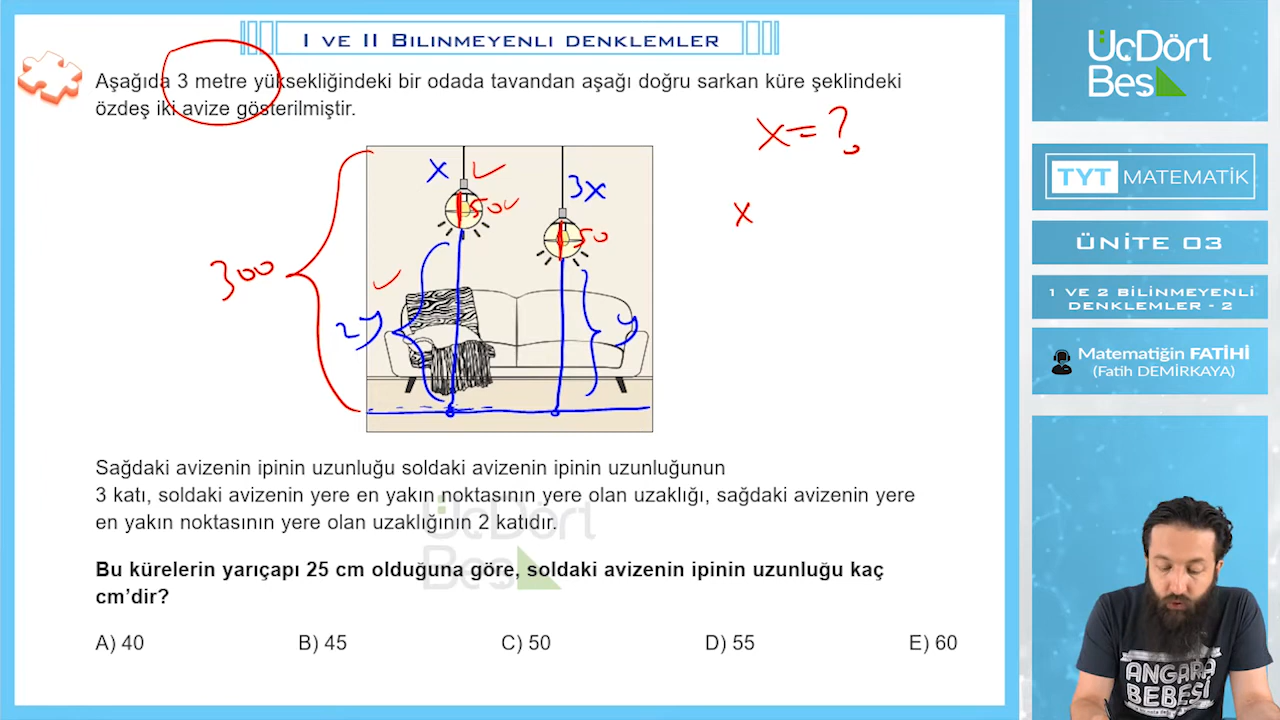 I VE II BILINMEYENLI DENKLEMLER
Aşağıda 3 metre yüksekliğindeki bir odada tavandan aşağı doğru sarkan küre şeklindeki
özdeş iki avize gösterilmiştir.
x=?
x
x
50
3x
50
300
2y
y
Sağdaki avizenin ipinin uzunluğu soldaki avizenin ipinin uzunluğunun
3 katı, soldaki avizenin yere en yakın noktasının yere olan uzaklığı, sağdaki avizenin yere
en yakın noktasının yere olan uzaklığının 2 katıdır.
ÜçDört
Beş
Bu kürelerin yarıçapı 25 cm olduğuna göre, soldaki avizenin ipinin uzunluğu kaç
cm'dir?
A) 40 B) 45 C) 50 D) 55 E) 60
ÜçDört
Beş
TYT MATEMATİK
ÜNİTE 03
1 VE 2 BİLİNMEYENLİ
DENKLEMLER - 2
Matematiğin FATİHİ
(Fatih DEMİRKAYA)
ANGARA
BEBESİ